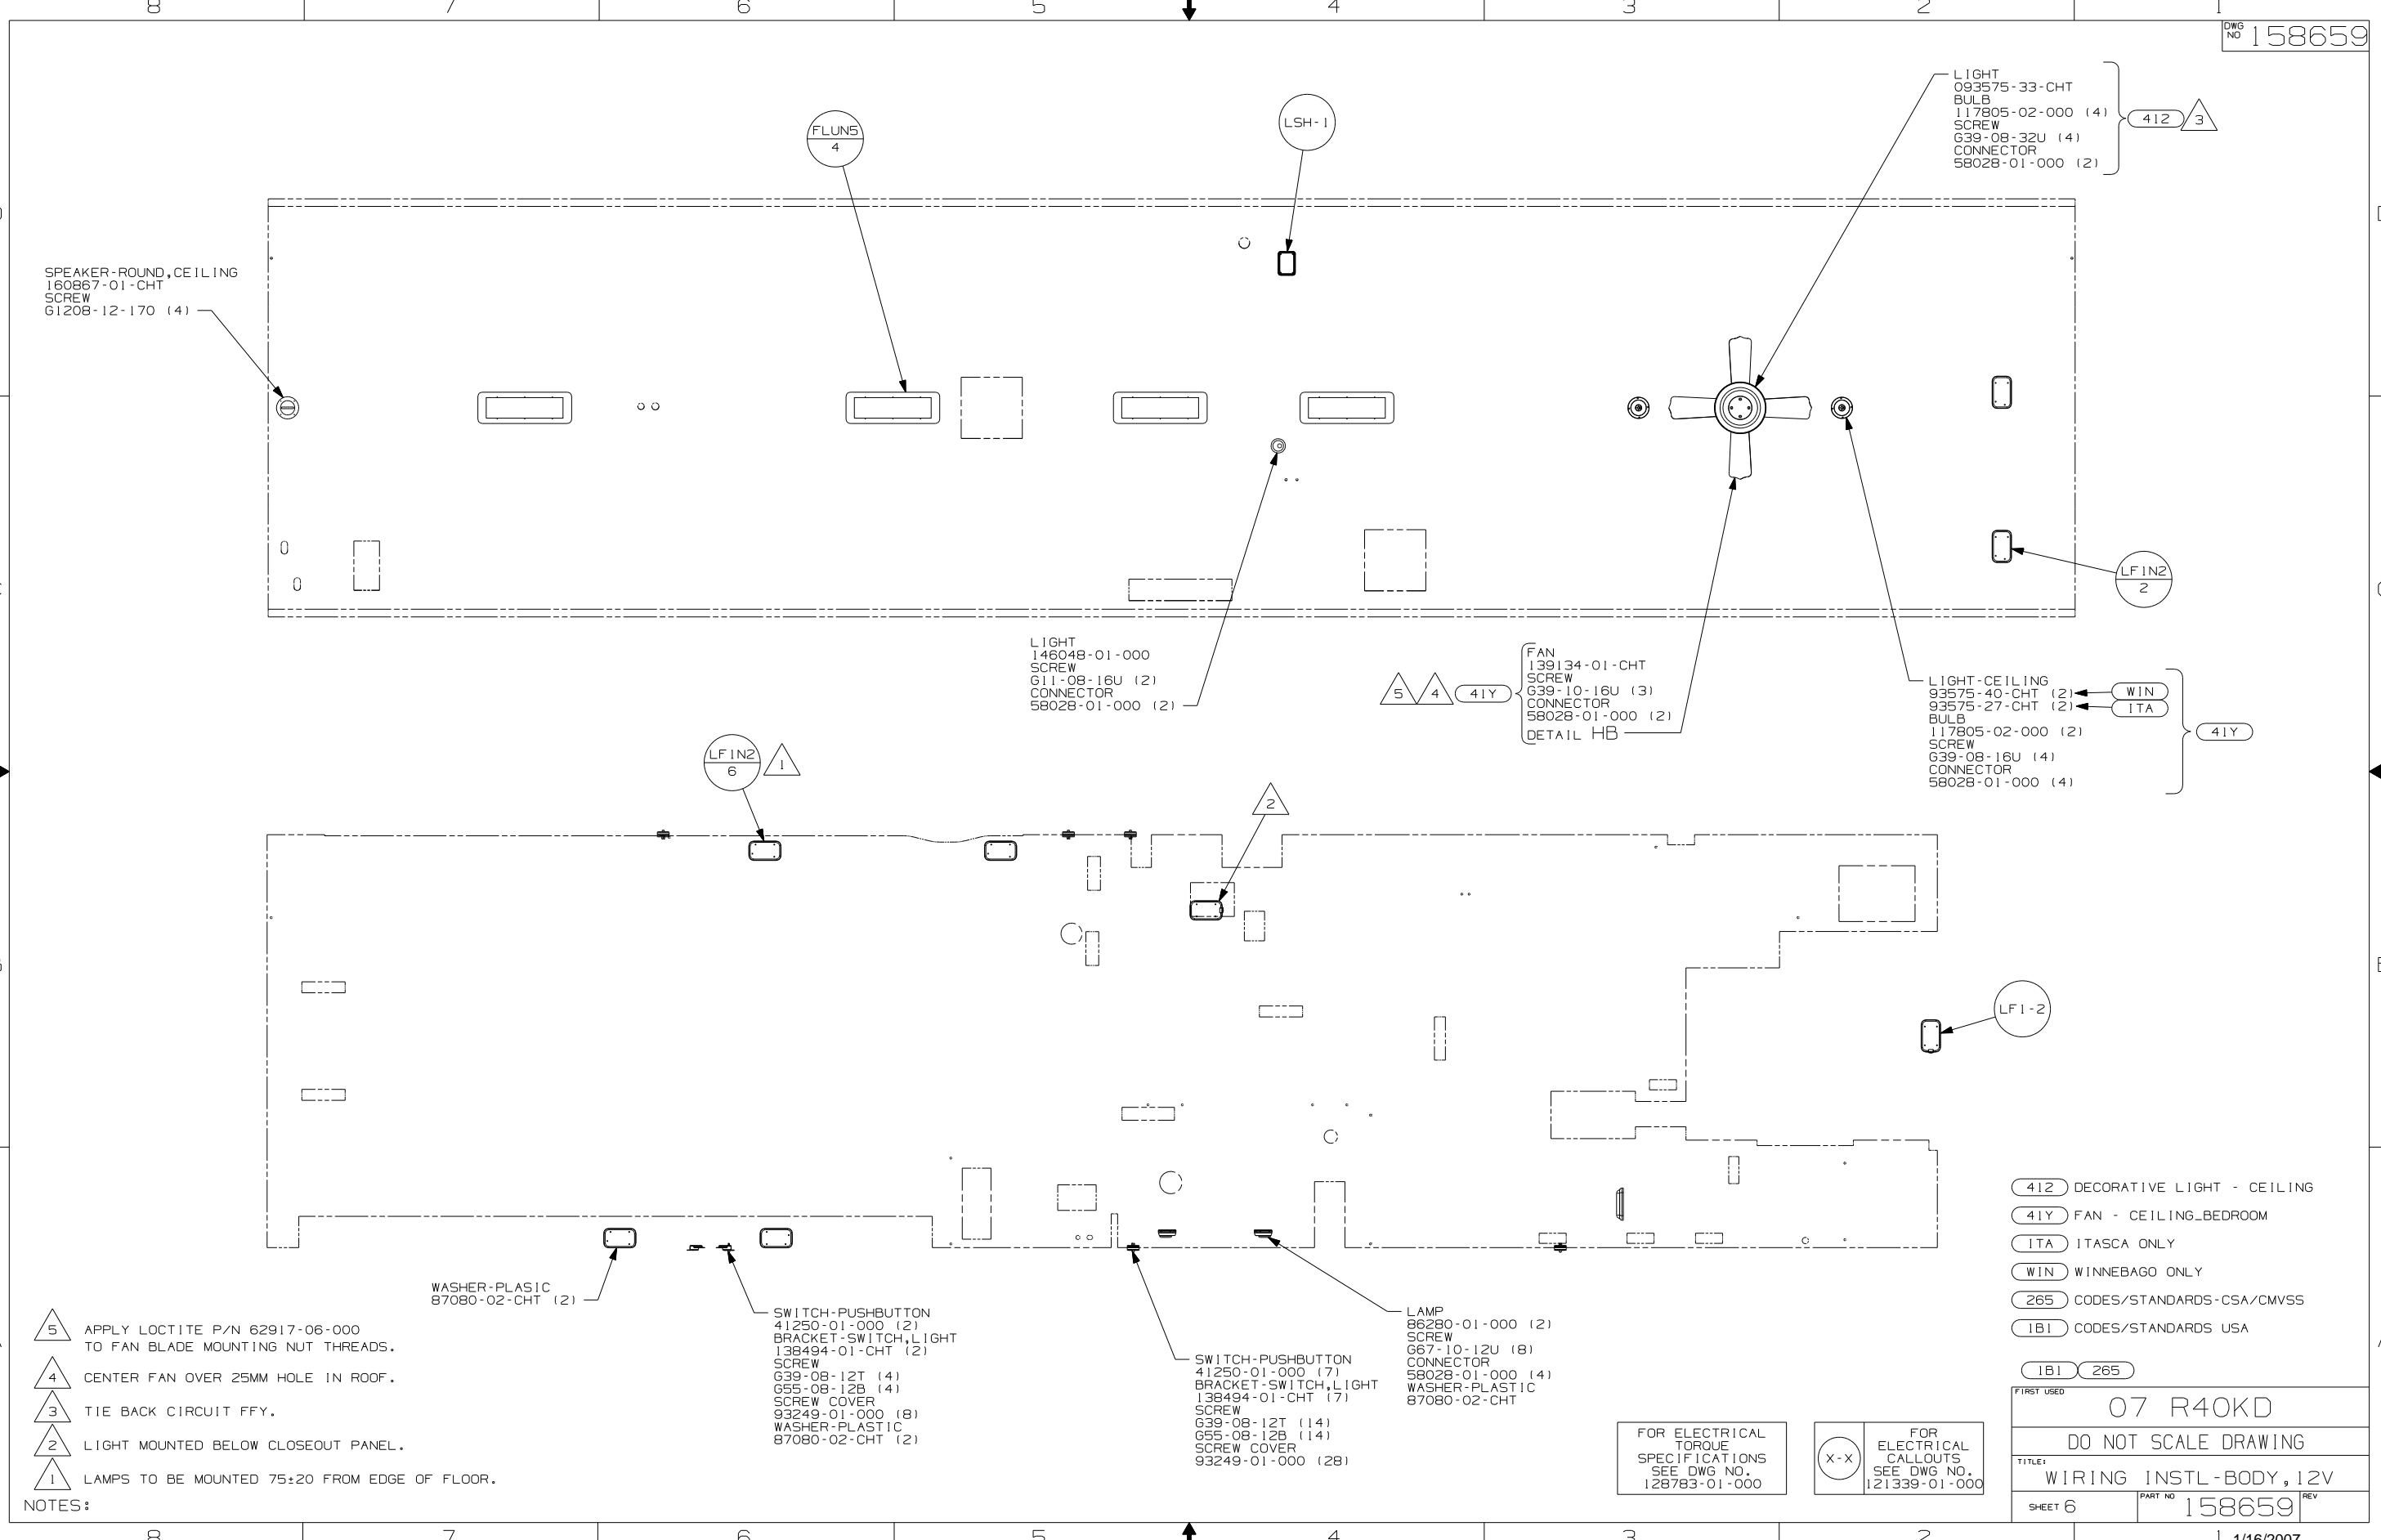 8 7 6 5 4 3 2 1
DWG NO 158659
LIGHT
093575-33-CHT
BULB
117805-02-000 (4)
SCREW
G39-08-32U (4)
CONNECTOR
58028-01-000 (2)
412
3
FLUN5
4
LSH-1
SPEAKER-ROUND,CEILING
160867-01-CHT
SCREW
G1208-12-170 (4)
LFIN2
2
LIGHT
146048-01-000
SCREW
G11-08-16U (2)
CONNECTOR
58028-01-000 (2)
5
4
41Y
FAN
139134-01-CHT
SCREW
G39-10-16U (3)
CONNECTOR
58028-01-000 (2)
DETAIL HB
LIGHT-CEILING
93575-40-CHT (2)
WIN
93575-27-CHT (2)
ITA
BULB
117805-02-000 (2)
SCREW
G39-08-16U (4)
CONNECTOR
58028-01-000 (4)
41Y
LFIN2
6
1
2
LF1-2
WASHER-PLASIC
87080-02-CHT (2)
SWITCH-PUSHBUTTON
41250-01-000 (2)
BRACKET-SWITCH,LIGHT
138494-01-CHT (2)
SCREW
G39-08-12T (4)
G55-08-12B (4)
SCREW COVER
93249-01-000 (8)
WASHER-PLASTIC
87080-02-CHT (2)
SWITCH-PUSHBUTTON
41250-01-000 (7)
BRACKET-SWITCH,LIGHT
138494-01-CHT (7)
SCREW
G39-08-12T (14)
G55-08-12B (14)
SCREW COVER
93249-01-000 (28)
LAMP
86280-01-000 (2)
SCREW
G67-10-12U (8)
CONNECTOR
58028-01-000 (4)
WASHER-PLASTIC
87080-02-CHT
5 APPLY LOCTITE P/N 62917-06-000
TO FAN BLADE MOUNTING NUT THREADS.
4 CENTER FAN OVER 25MM HOLE IN ROOF.
3 TIE BACK CIRCUIT FFY.
2 LIGHT MOUNTED BELOW CLOSEOUT PANEL.
1 LAMPS TO BE MOUNTED 75±20 FROM EDGE OF FLOOR.
NOTES:
412 DECORATIVE LIGHT - CEILING
41Y FAN - CEILING_BEDROOM
ITA ITASCA ONLY
WIN WINNEBAGO ONLY
265 CODES/STANDARDS-CSA/CMVSS
1B1 CODES/STANDARDS USA
1B1 265
FOR ELECTRICAL
TORQUE
SPECIFICATIONS
SEE DWG NO.
128783-01-000
X-X
FOR
ELECTRICAL
CALLOUTS
SEE DWG NO.
121339-01-000
FIRST USED
07 R40KD
DO NOT SCALE DRAWING
TITLE:
WIRING INSTL-BODY,12V
SHEET 6 PART NO 158659 REV
8 7 6 5 4 3 2 1
1/16/2007